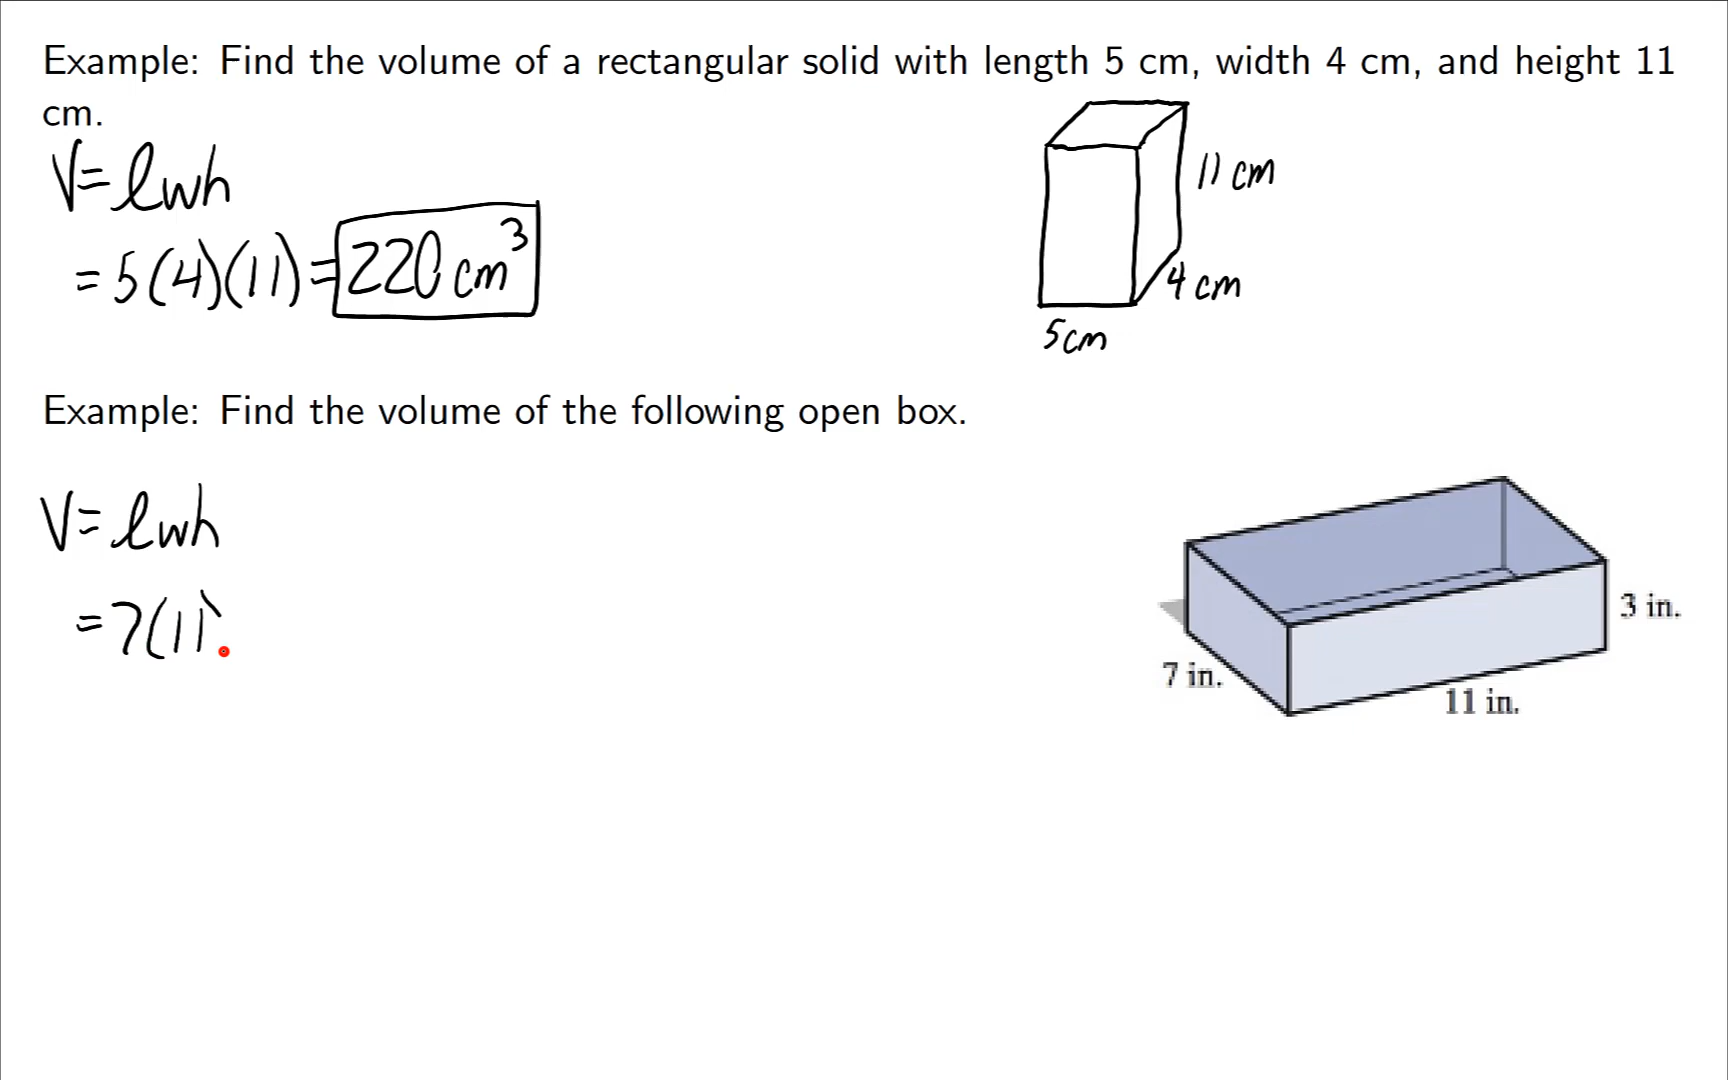 Example: Find the volume of a rectangular solid with length 5 cm, width 4 cm, and height 11
cm.
V = lwh
= 5(4)(11) = 220 cm³
11 cm
4 cm
5cm
Example: Find the volume of the following open box.
V = lwh
= 7(11)
3 in.
7 in.
11 in.